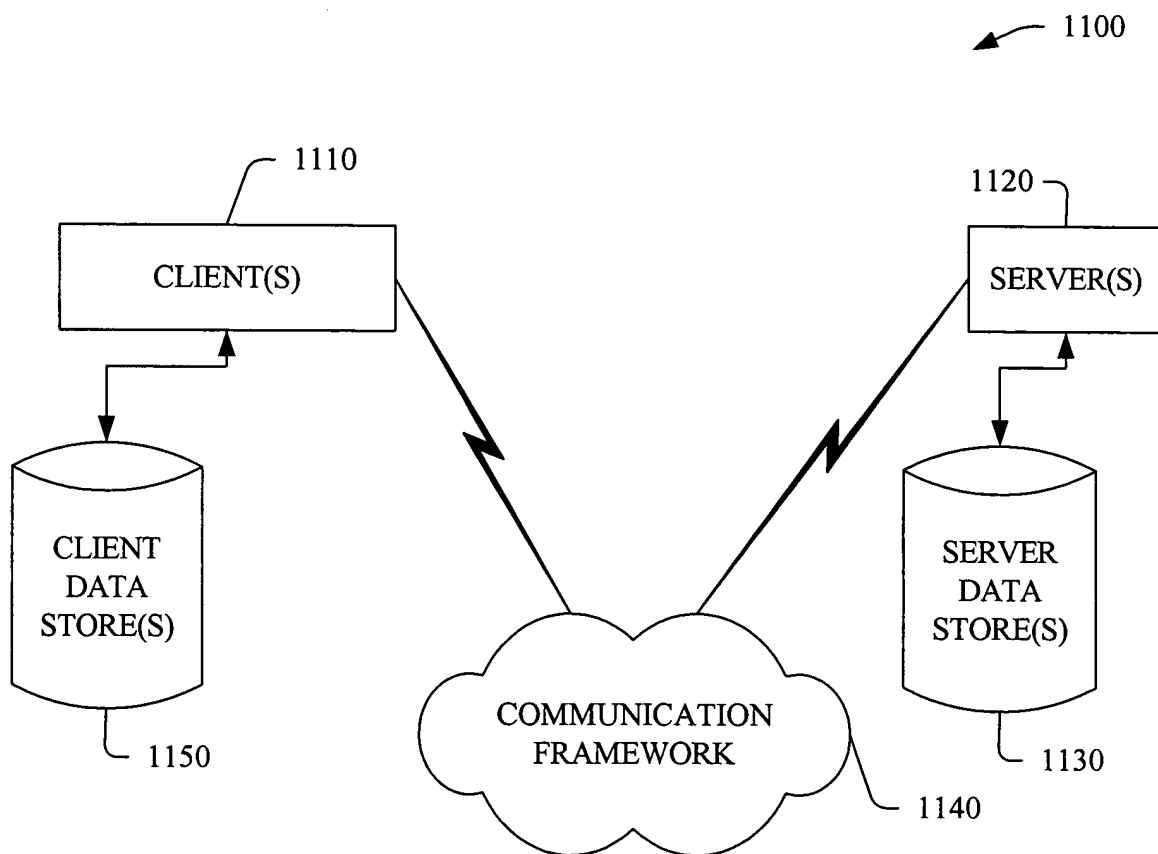 1100
1110
1120
CLIENT(S)
SERVER(S)
CLIENT
DATA
STORE(S)
SERVER
DATA
STORE(S)
COMMUNICATION
FRAMEWORK
1150
1130
1140